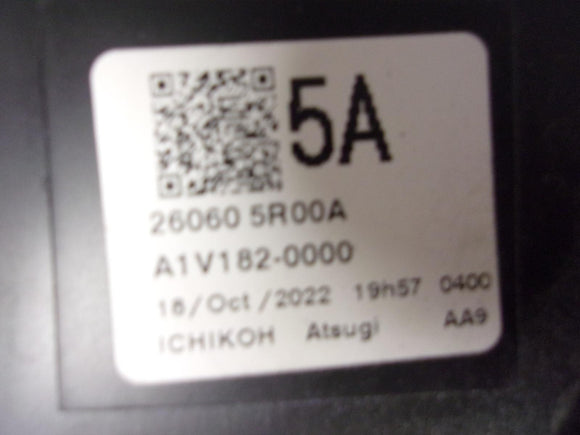 5A
26060 5R00A
A1V182-0000
18/Oct/2022 19h57 0400
ICHIKOH Atsugi AA9